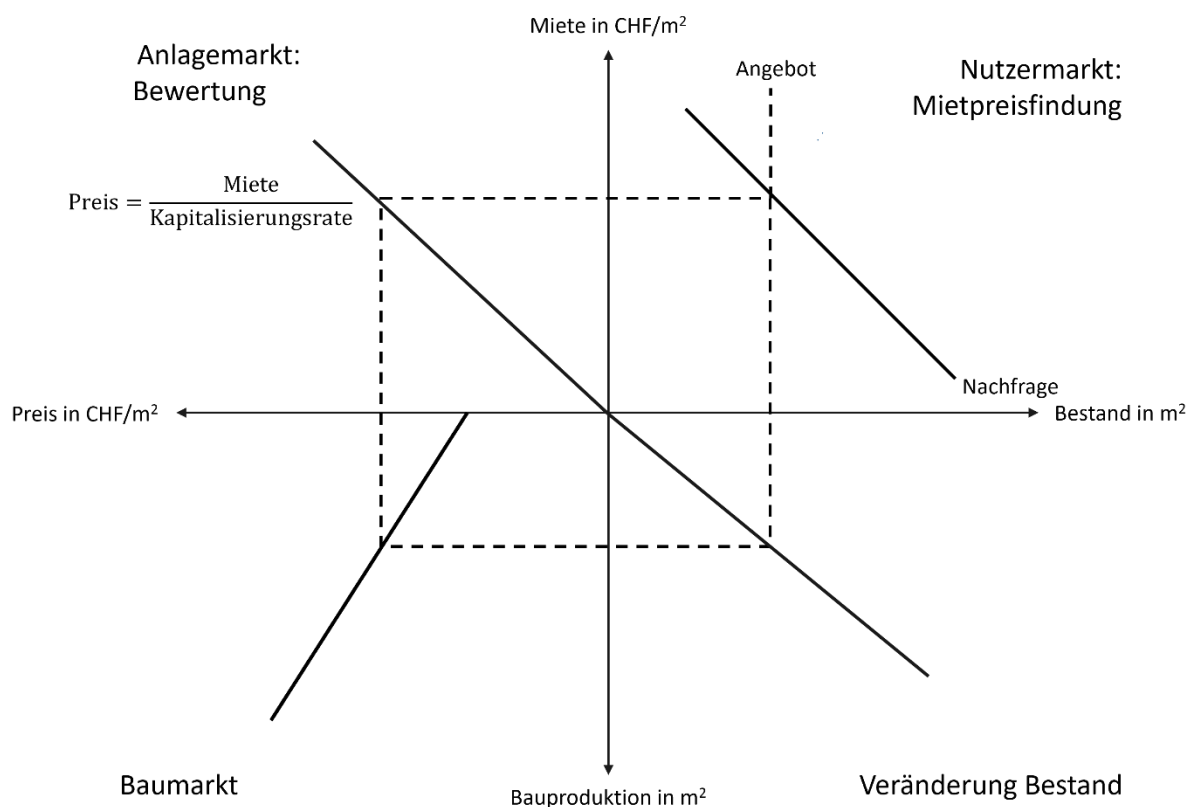 Miete in CHF/m²
Anlagemarkt:
Bewertung
Angebot
Nutzermarkt:
Mietpreisfindung
Preis = Miete / Kapitalisierungsrate
Nachfrage
Preis in CHF/m²
Bestand in m²
Baumarkt
Bauproduktion in m²
Veränderung Bestand